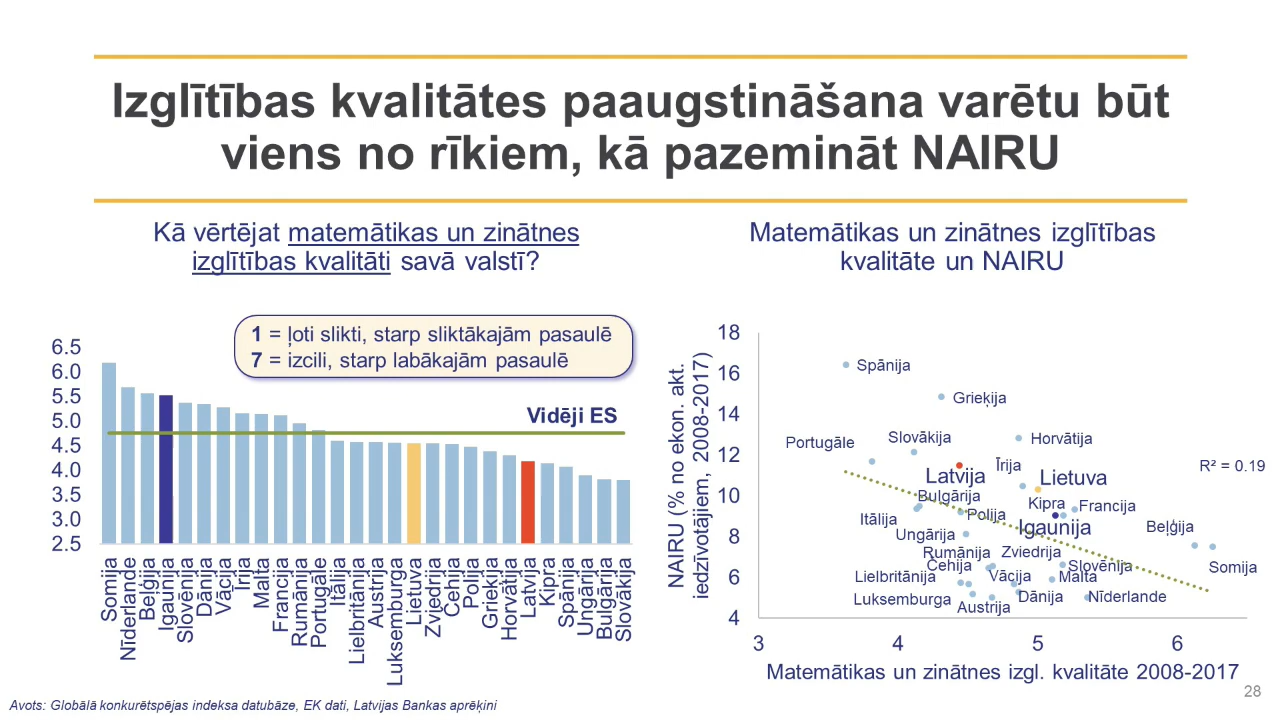 Izglītības kvalitātes paaugstināšana varētu būt
viens no rīkiem, kā pazemināt NAIRU
Kā vērtējat matemātikas un zinātnes
izglītības kvalitāti savā valstī?
1 = ļoti slikti, starp sliktākajām pasaulē
7 = izcili, starp labākajām pasaulē
Vidēji ES
6.5
6.0
5.5
5.0
4.5
4.0
3.5
3.0
2.5
Somija
Nīderlande
Beļģija
Igaunija
Slovēnija
Dānija
Vācija
Īrija
Malta
Francija
Rumānija
Portugāle
Itālija
Lielbritānija
Austrija
Luksemburga
Lietuva
Zviedrija
Čehija
Polija
Grieķija
Horvātija
Latvija
Kipra
Spānija
Ungārija
Bulgārija
Slovākija
Matemātikas un zinātnes izglītības
kvalitāte un NAIRU
NAIRU (% no ekon. akt.
iedzīvotājiem, 2008-2017)
18
16
14
12
10
8
6
4
Spānija
Grieķija
Slovākija
Horvātija
Portugāle
Īrija
R² = 0.19
Latvija
Lietuva
Bulgārija
Kipra
Francija
Itālija
Polija
Igaunija
Beļģija
Ungārija
Rumānija
Zviedrija
Čehija
Slovēnija
Somija
Lielbritānija
Vācija
Malta
Luksemburga
Dānija
Nīderlande
Austrija
3
4
5
6
Matemātikas un zinātnes izgl. kvalitāte 2008-2017
Avots: Globālā konkurētspējas indeksa datubāze, EK dati, Latvijas Bankas aprēķini
28